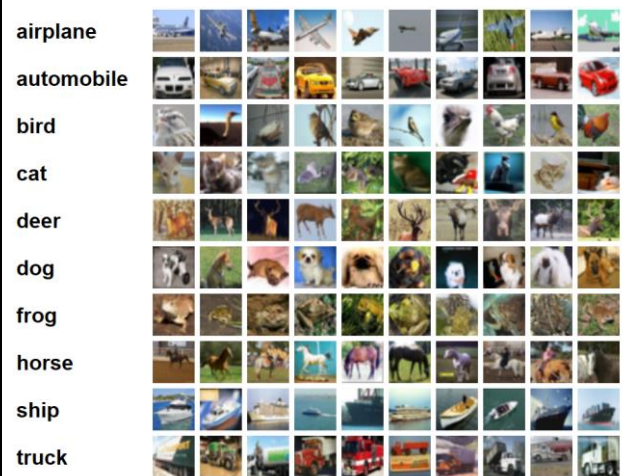 airplane
automobile
bird
cat
deer
dog
frog
horse
ship
truck